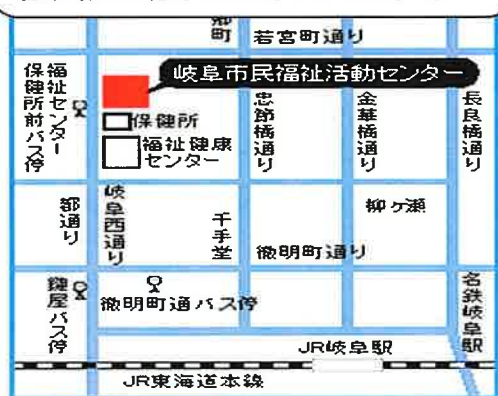 郷町
若宮町通り
岐阜市民福祉活動センター
福祉センター
保健所前バス停
保健所
福祉健康
センター
忠節橋通り
金華橋通り
長良橋通り
都通り
岐阜西通り
千手堂
柳ヶ瀬
徹明町通り
鍵屋バス停
徹明町通バス停
名鉄岐阜駅
JR岐阜駅
JR東海道本線